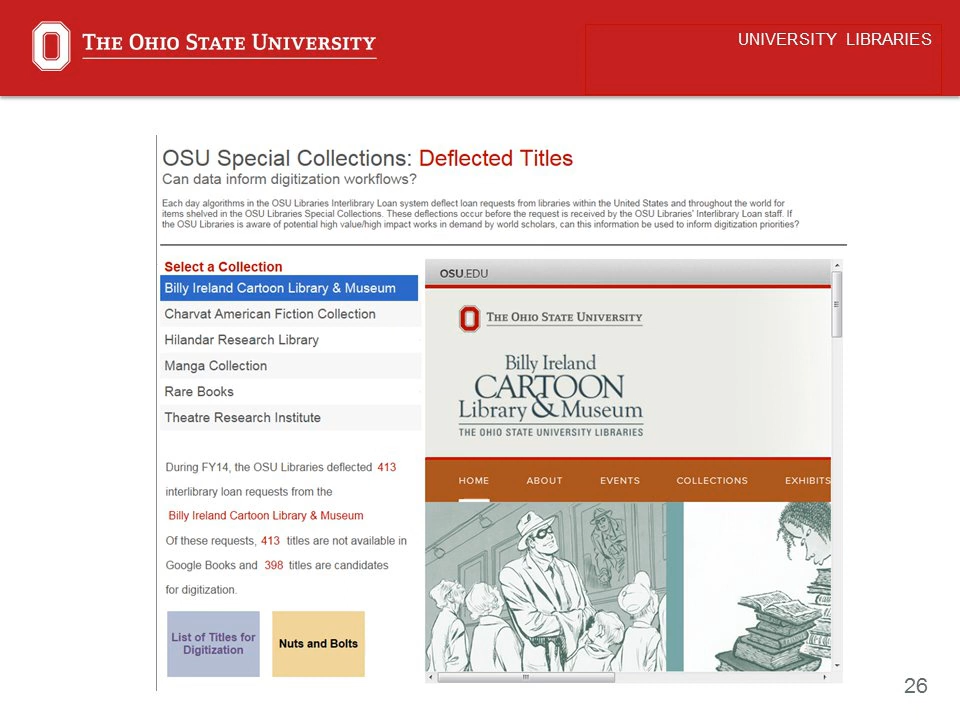 THE OHIO STATE UNIVERSITY
UNIVERSITY LIBRARIES
OSU Special Collections: Deflected Titles
Can data inform digitization workflows?
Each day algorithms in the OSU Libraries Interlibrary Loan system deflect loan requests from libraries within the United States and throughout the world for
items shelved in the OSU Libraries Special Collections. These deflections occur before the request is received by the OSU Libraries' Interlibrary Loan staff. If
the OSU Libraries is aware of potential high value/high impact works in demand by world scholars, can this information be used to inform digitization priorities?
Select a Collection
Billy Ireland Cartoon Library & Museum
Charvat American Fiction Collection
Hilandar Research Library
Manga Collection
Rare Books
Theatre Research Institute
During FY14, the OSU Libraries deflected 413
interlibrary loan requests from the
Billy Ireland Cartoon Library & Museum
Of these requests, 413 titles are not available in
Google Books and 398 titles are candidates
for digitization.
List of Titles for
Digitization
Nuts and Bolts
OSU.EDU
THE OHIO STATE UNIVERSITY
Billy Ireland
CARTOON
Library & Museum
THE OHIO STATE UNIVERSITY LIBRARIES
HOME ABOUT EVENTS COLLECTIONS EXHIBITS
26